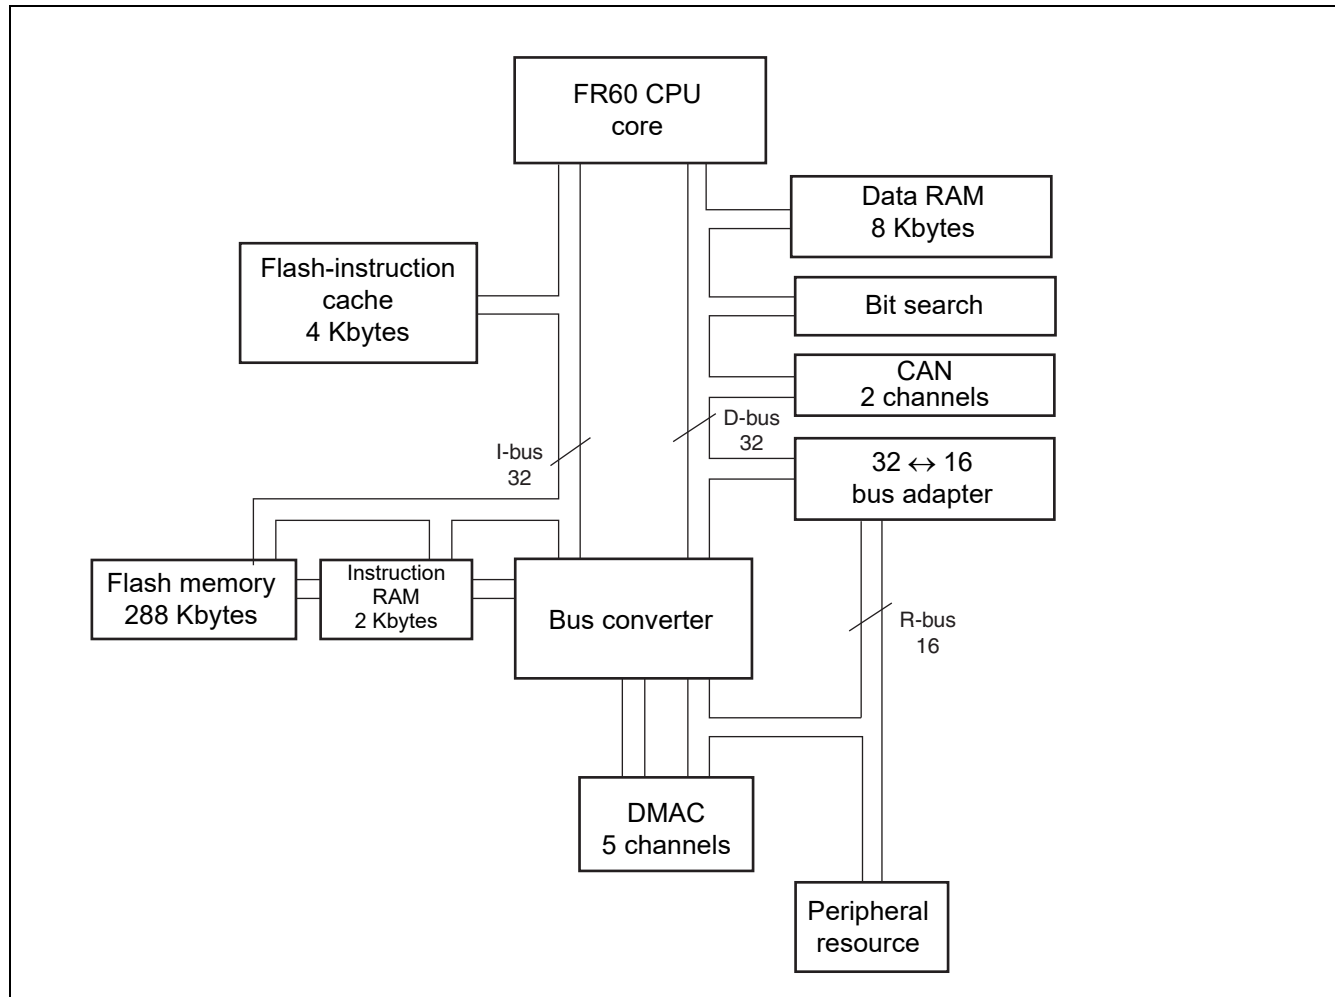 FR60 CPU
core
Data RAM
8 Kbytes
Flash-instruction
cache
4 Kbytes
Bit search
CAN
2 channels
I-bus
32
D-bus
32
32 ↔ 16
bus adapter
Flash memory
288 Kbytes
Instruction
RAM
2 Kbytes
Bus converter
R-bus
16
DMAC
5 channels
Peripheral
resource